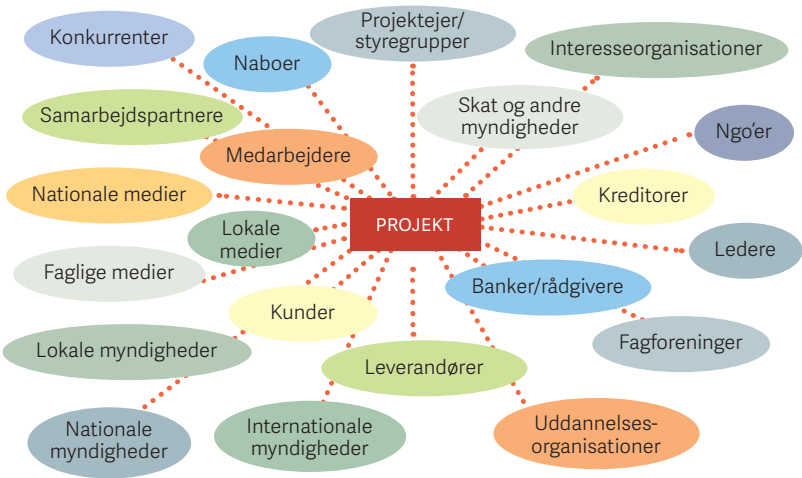 Konkurrenter
Naboer
Projektejer/
styregrupper
Interesseorganisationer
Samarbejdspartnere
Medarbejdere
Skat og andre
myndigheder
Ngo'er
Nationale medier
Lokale
medier
PROJEKT
Kreditorer
Ledere
Faglige medier
Kunder
Banker/rådgivere
Lokale myndigheder
Leverandører
Fagforeninger
Nationale
myndigheder
Internationale
myndigheder
Uddannelses-
organisationer